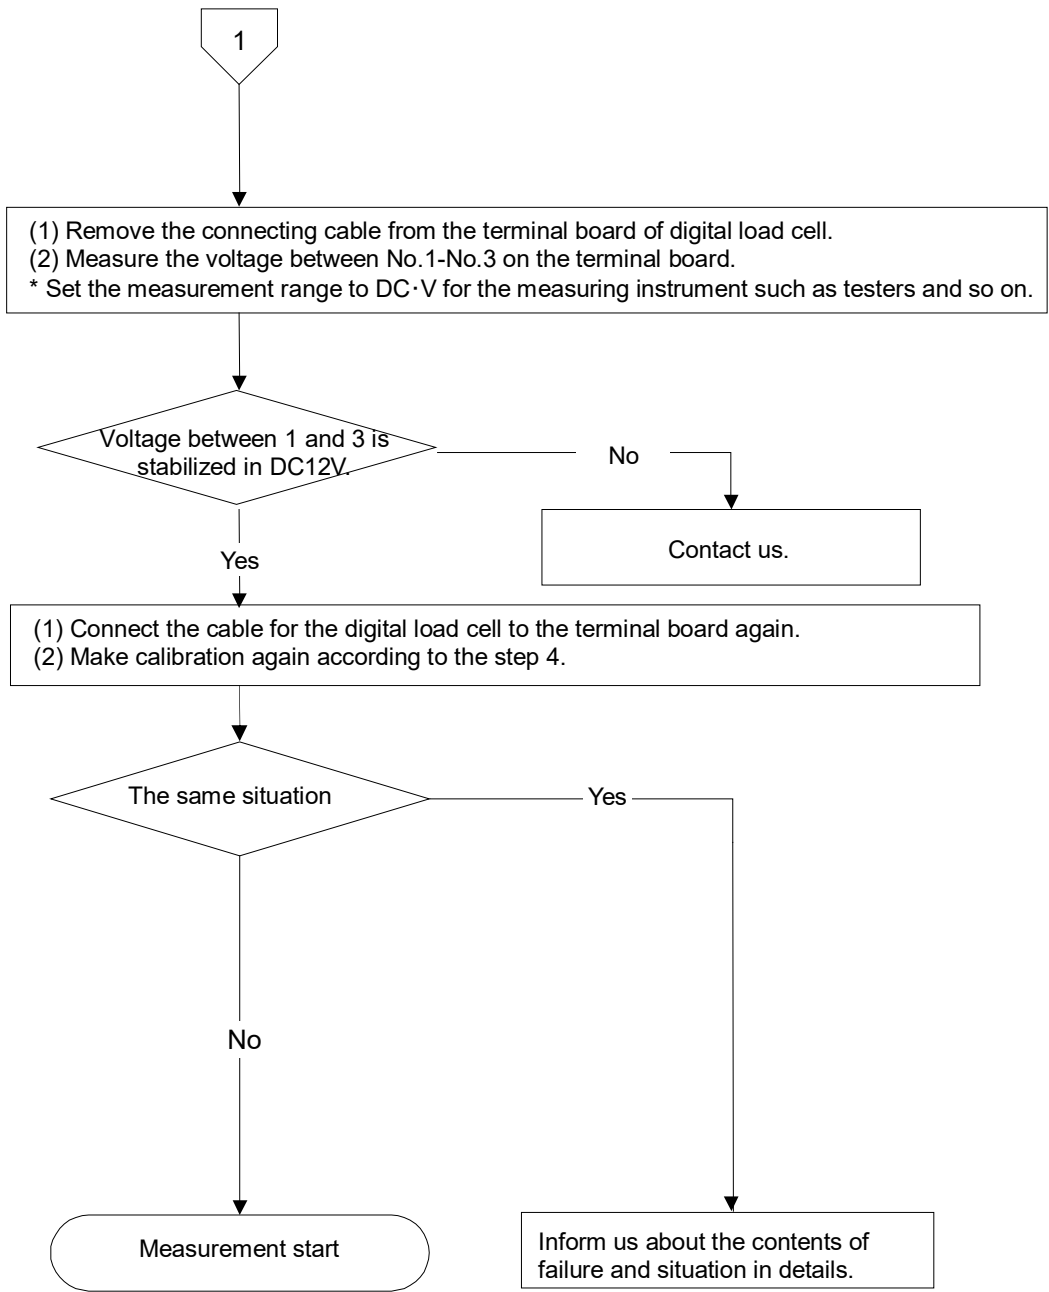 1
(1) Remove the connecting cable from the terminal board of digital load cell.
(2) Measure the voltage between No.1-No.3 on the terminal board.
* Set the measurement range to DC·V for the measuring instrument such as testers and so on.
Voltage between 1 and 3 is
stabilized in DC12V.
No
Contact us.
Yes
(1) Connect the cable for the digital load cell to the terminal board again.
(2) Make calibration again according to the step 4.
The same situation
Yes
No
Measurement start
Inform us about the contents of
failure and situation in details.